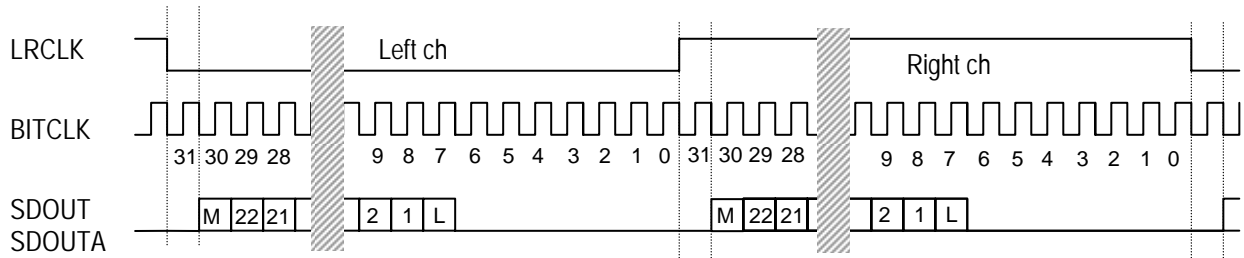 LRCLK Left ch Right ch
BITCLK
31 30 29 28 9 8 7 6 5 4 3 2 1 0 31 30 29 28 9 8 7 6 5 4 3 2 1 0
SDOUT M 22 21 2 1 L M 22 21 2 1 L
SDOUTA